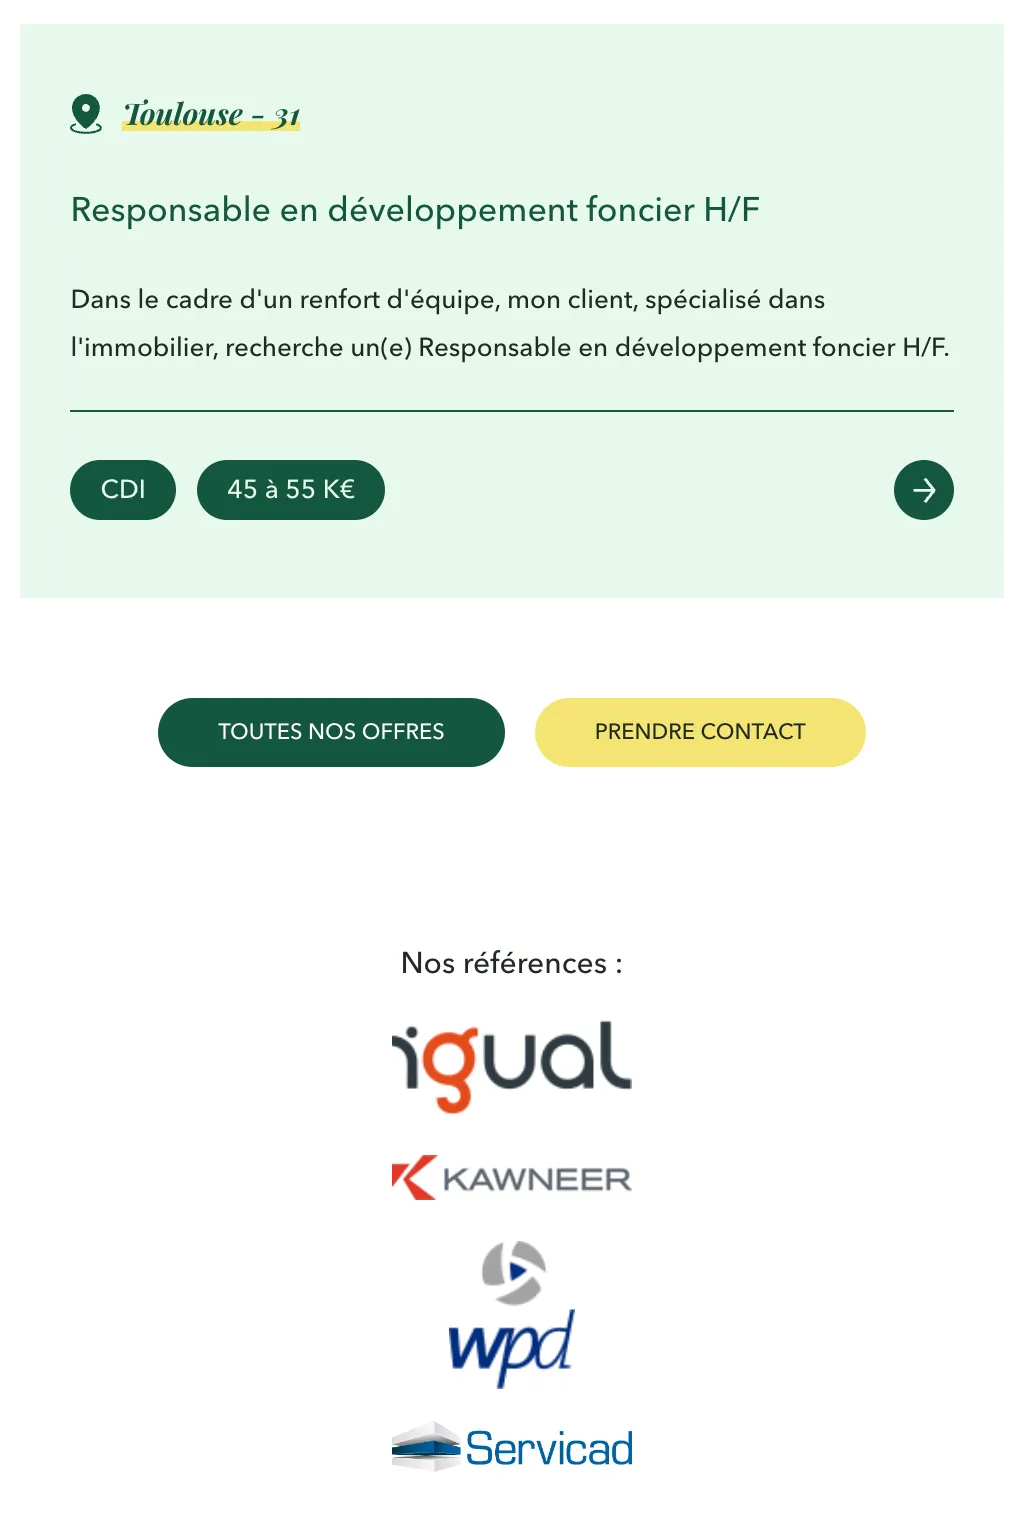 Toulouse - 31
Responsable en développement foncier H/F
Dans le cadre d'un renfort d'équipe, mon client, spécialisé dans
l'immobilier, recherche un(e) Responsable en développement foncier H/F.
CDI
45 à 55 K€
TOUTES NOS OFFRES
PRENDRE CONTACT
Nos références :
igual
KAWNEER
wpd
Servicad